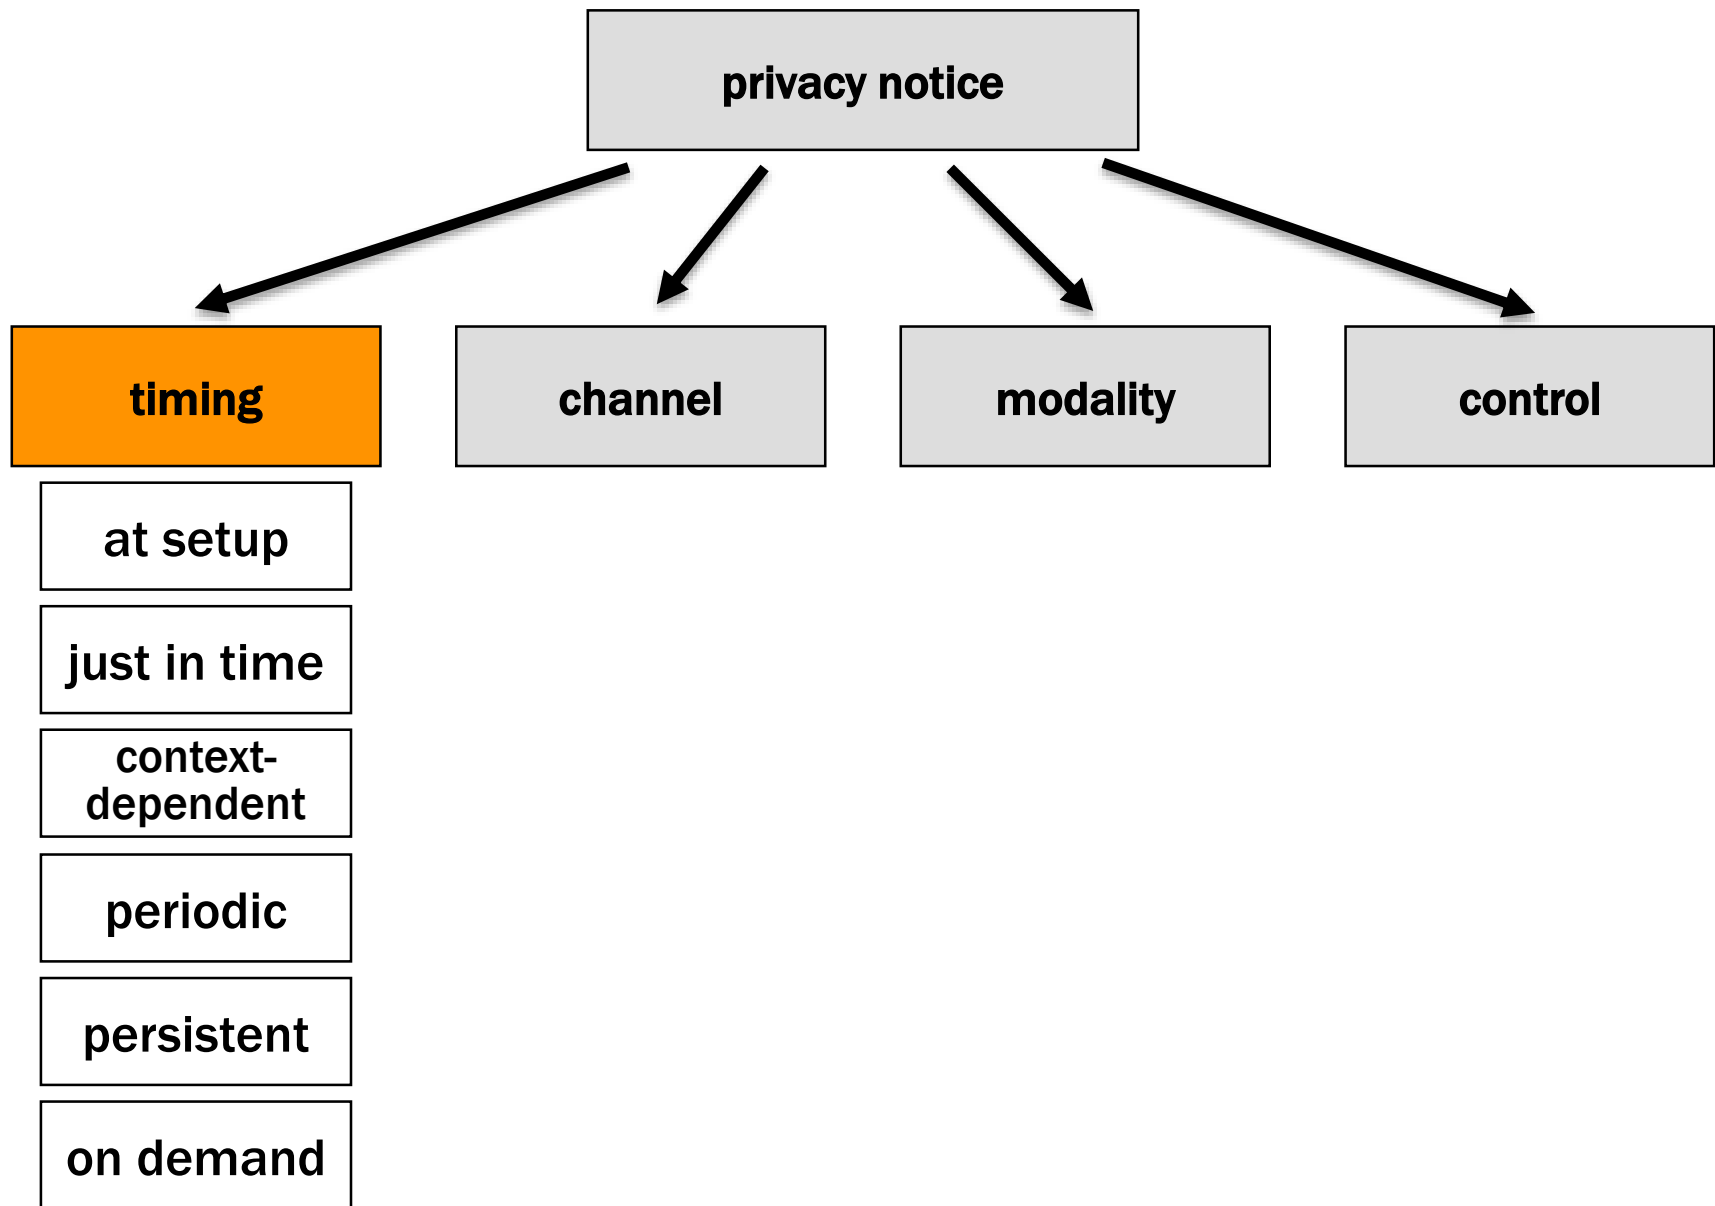 privacy notice
timing
channel
modality
control
at setup
just in time
context-
dependent
periodic
persistent
on demand